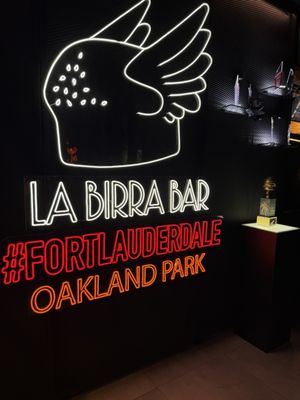 LA BIRRA BAR
#FORTLAUDERDALE
OAKLAND PARK